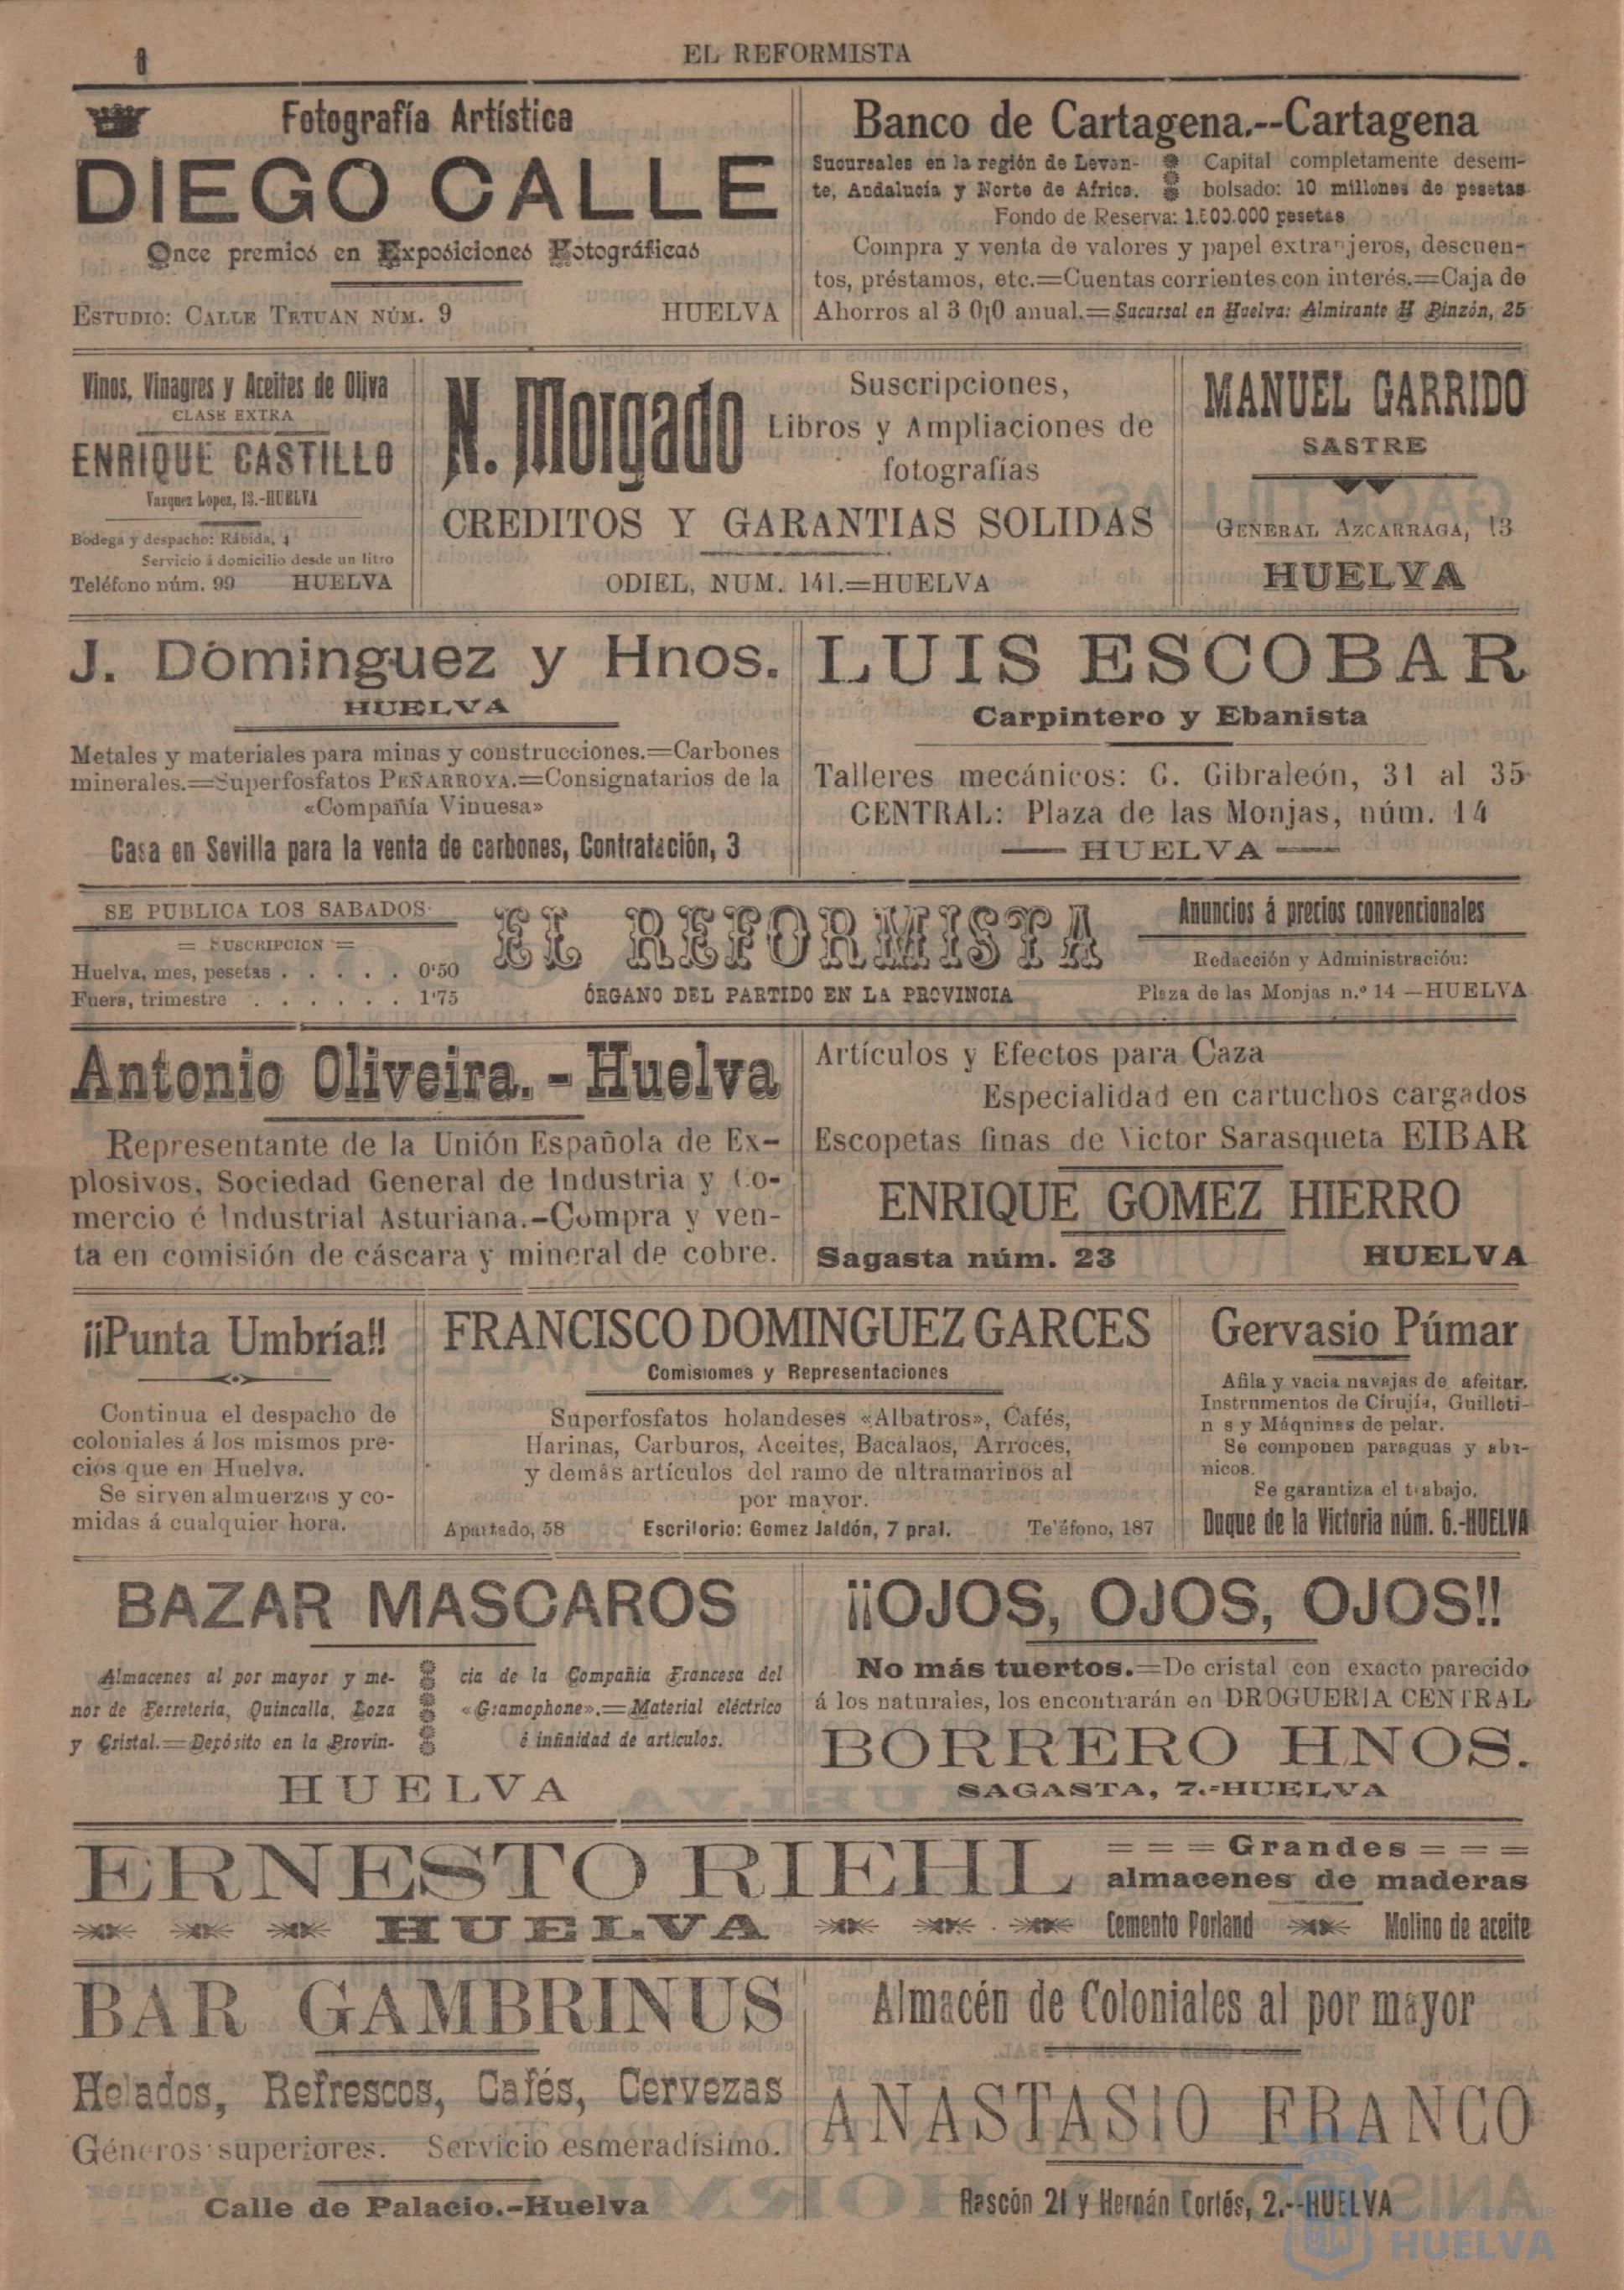 8
EL REFORMISTA
Fotografía Artística
DIEGO CALLE
Once premios en Exposiciones Fotográficas
ESTUDIO: CALLE TETUAN NÚM. 9 HUELVA
Banco de Cartagena.--Cartagena
Sucursales en la región de Levan-
te, Andalucía y Norte de Africa.
Capital completamente desem-
bolsado: 10 millones de pesetas
Fondo de Reserva: 1.800.000 pesetas
Compra y venta de valores y papel extranjeros, descuen-
tos, préstamos, etc.=Cuentas corrientes con interés.=Caja de
Ahorros al 3 0¡0 anual.=Sucursal en Huelva: Almirante H Pinzón, 25
Vinos, Vinagres y Aceites de Oliva
CLASE EXTRA
ENRIQUE CASTILLO
Vazquez Lopez, 13.-HUELVA
Bodega y despacho: Rábida, 4
Servicio á domicilio desde un litro
Teléfono núm. 99 HUELVA
N. Morgado
Suscripciones,
Libros y Ampliaciones de
fotografías
CREDITOS Y GARANTIAS SOLIDAS
ODIEL, NUM. 141.=HUELVA
MANUEL GARRIDO
SASTRE
GENERAL AZCARRAGA, 13
HUELVA
J. Dóminguez y Hnos.
HUELVA
Metales y materiales para minas y construcciones.=Carbones
minerales.=Superfosfatos PEÑARROYA.=Consignatarios de la
«Compañía Vinuesa»
Casa en Sevilla para la venta de carbones, Contratación, 3
LUIS ESCOBAR
Carpintero y Ebanista
Talleres mecánicos: G. Gibraleón, 31 al 35
CENTRAL: Plaza de las Monjas, núm. 14
HUELVA
SE PUBLICA LOS SABADOS
= SUSCRIPCION =
Huelva, mes, pesetas . . . . . 0'50
Fuera, trimestre . . . . . . 1'75
EL REFORMISTA
ÓRGANO DEL PARTIDO EN LA PROVINCIA
Anuncios á precios convencionales
Redacción y Administración:
Plaza de las Monjas n.º 14 —HUELVA
Antonio Oliveira.-Huelva
Representante de la Unión Española de Ex-
plosivos, Sociedad General de Industria y Co-
mercio é Industrial Asturiana.-Compra y ven-
ta en comisión de cáscara y mineral de cobre.
Artículos y Efectos para Caza
Especialidad en cartuchos cargados
Escopetas finas de Victor Sarasqueta EIBAR
ENRIQUE GOMEZ HIERRO
Sagasta núm. 23 HUELVA
¡¡Punta Umbría!!
Continua el despacho de
coloniales á los mismos pre-
cios que en Huelva.
Se sirven almuerzos y co-
midas á cualquier hora.
FRANCISCO DOMINGUEZ GARCES
Comisiomes y Representaciones
Superfosfatos holandeses «Albatros», Cafés,
Harinas, Carburos, Aceites, Bacalaos, Arroces,
y demás artículos del ramo de ultramarinos al
por mayor.
Apartado, 58 Escritorio: Gomez Jaldón, 7 pral. Teléfono, 187
Gervasio Púmar
Afila y vacia navajas de afeitar,
Instrumentos de Cirujía, Guilloti-
n s y Máqnines de pelar.
Se componen paraguas y aba-
nicos.
Se garantiza el trabajo.
Duque de la Victoria núm. 6.-HUELVA
BAZAR MASCAROS
Almacenes al por mayor y me-
nor de Ferreteria, Quincalla, Loza
y Cristal.=Depósito en la Provin-
cia de la Compañia Francesa del
«Gramophone».=Material eléctrico
é infinidad de articulos.
HUELVA
¡¡OJOS, OJOS, OJOS!!
No más tuertos.=De cristal con exacto parecido
á los naturales, los encontrarán en DROGUERIA CENTRAL
BORRERO HNOS.
SAGASTA, 7.-HUELVA
ERNESTO RIEHL
HUELVA
= = = Grandes = = =
almacenes de maderas
Cemento Porland Molino de aceite
BAR GAMBRINUS
Helados, Refrescos, Cafés, Cervezas
Géneros superiores. Servicio esmeradísimo.
Calle de Palacio.-Huelva
Almacén de Coloniales al por mayor
ANASTASIO FRANCO
Rascón 21 y Hernán Cortés, 2.--HUELVA
HUELVA